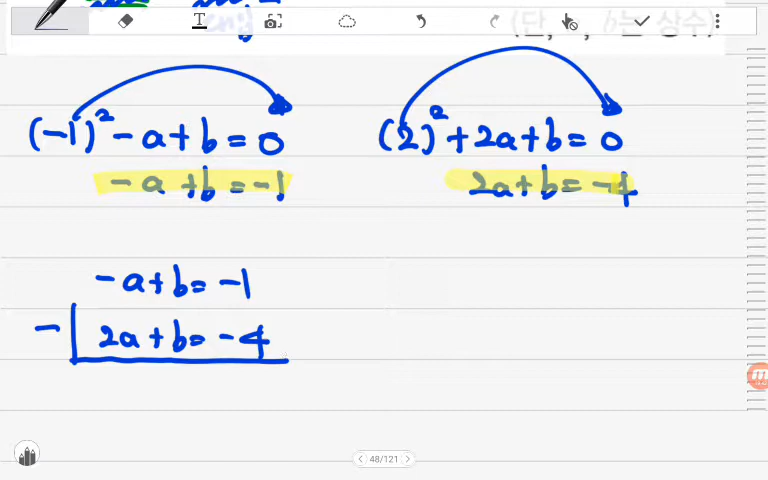 (단, , b는 상수)
(-1)² - a + b = 0
(2)² + 2a + b = 0
-a + b = -1
2a + b = -4
-a + b = -1
- 2a + b = -4
48/121